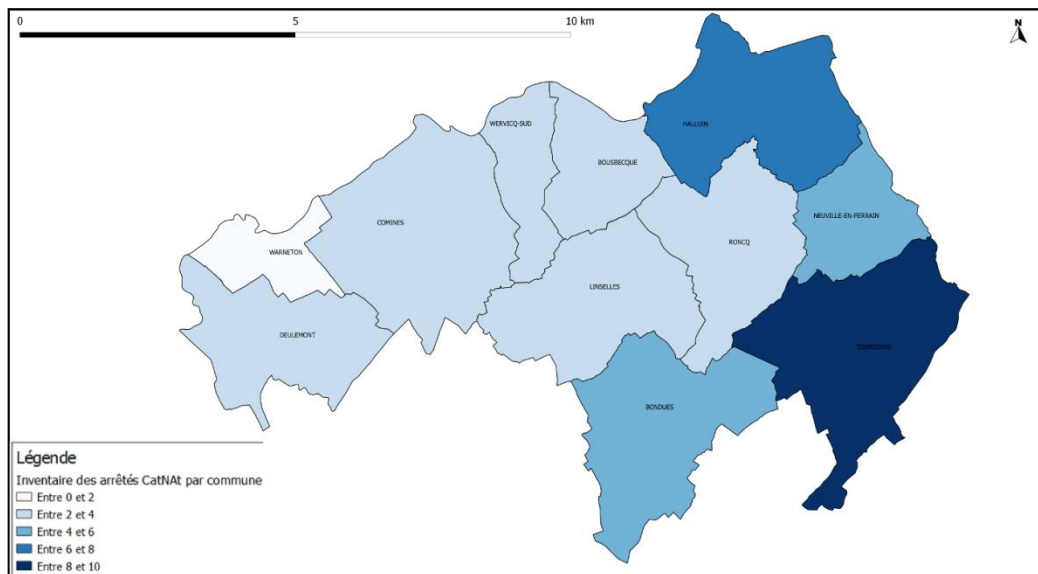 0 5 10 km
N
WERVICQ-SUD
HALLUIN
BOUSBECQUE
COMINES
NEUVILLE-EN-FERRAIN
RONCQ
WARNETON
LINSELLES
DEULEMONT
TOURCOING
BONDUES
Légende
Inventaire des arrêtés CatNAt par commune
Entre 0 et 2
Entre 2 et 4
Entre 4 et 6
Entre 6 et 8
Entre 8 et 10